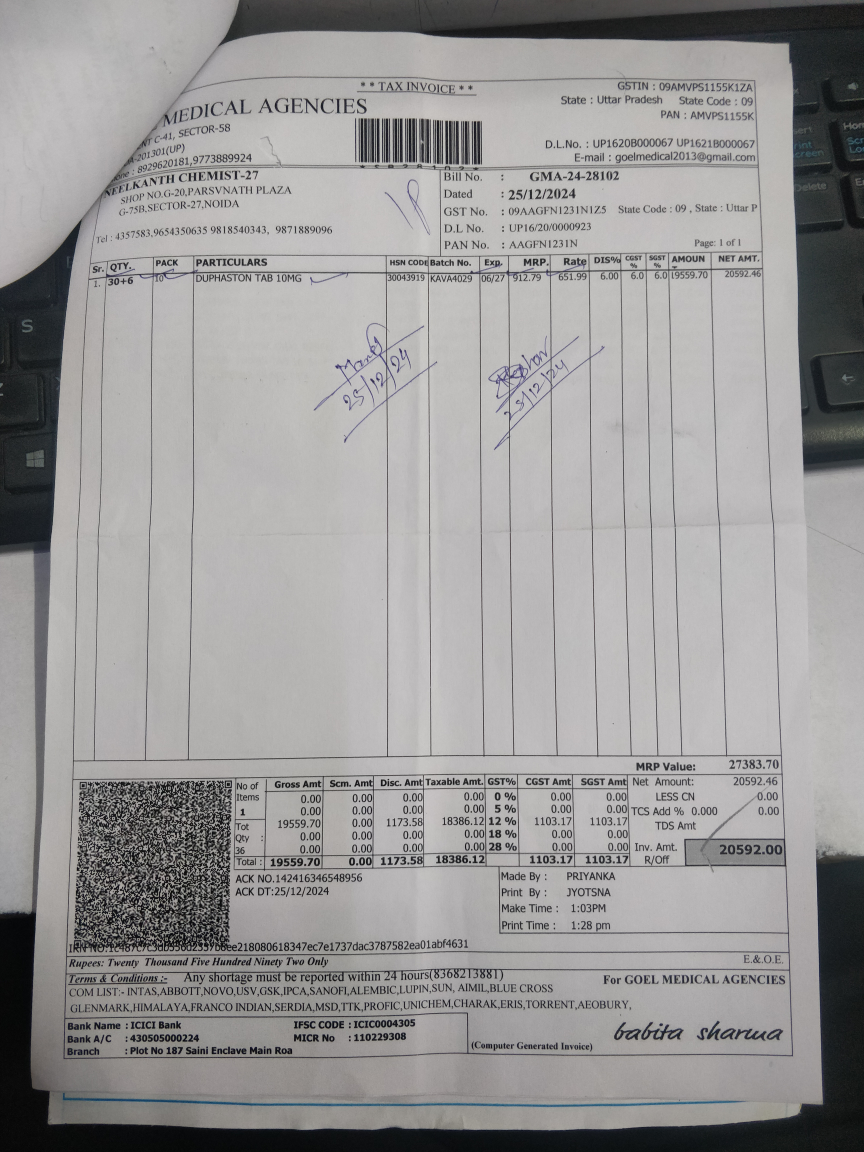 * * TAX INVOICE * *
GSTIN : 09AMVPS1155K1ZA
State : Uttar Pradesh State Code : 09
PAN : AMVPS1155K
MEDICAL AGENCIES
C-41, SECTOR-58
-201301(UP)
: 8929620181,9773889924
D.L.No. : UP1620B000067 UP1621B000067
E-mail : goelmedical2013@gmail.com
NEELKANTH CHEMIST-27
SHOP NO.G-20,PARSVNATH PLAZA
G-75B,SECTOR-27,NOIDA
Tel : 4357583,9654350635 9818540343, 9871889096
Bill No. : GMA-24-28102
Dated : 25/12/2024
GST No. : 09AAGFN1231N1Z5 State Code : 09 , State : Uttar P
D.L No. : UP16/20/0000923
PAN No. : AAGFN1231N Page: 1 of 1
Sr. QTY. PACK PARTICULARS HSN CODE Batch No. Exp. MRP. Rate DIS% CGST % SGST % AMOUN NET AMT.
1. 30+6 10 DUPHASTON TAB 10MG 30043919 KAVA4029 06/27 912.79 651.99 6.00 6.0 6.0 19559.70 20592.46
25/12/24
25/12/24
MRP Value: 27383.70
No of Items Gross Amt Scm. Amt Disc. Amt Taxable Amt. GST% CGST Amt SGST Amt Net Amount: 20592.46
0.00 0.00 0.00 0.00 0 % 0.00 0.00 LESS CN 0.00
1 0.00 0.00 0.00 0.00 5 % 0.00 0.00 TCS Add % 0.000 0.00
Tot 19559.70 0.00 1173.58 18386.12 12 % 1103.17 1103.17 TDS Amt
Qty : 0.00 0.00 0.00 0.00 18 % 0.00 0.00
36 0.00 0.00 0.00 0.00 28 % 0.00 0.00 Inv. Amt. 20592.00
Total : 19559.70 0.00 1173.58 18386.12 1103.17 1103.17 R/Off
ACK NO.142416346548956
ACK DT:25/12/2024
Made By : PRIYANKA
Print By : JYOTSNA
Make Time : 1:03PM
Print Time : 1:28 pm
Rupees: Twenty Thousand Five Hundred Ninety Two Only E.& O.E.
Terms & Conditions :- Any shortage must be reported within 24 hours(8368213881)
For GOEL MEDICAL AGENCIES
COM LIST:- INTAS,ABBOTT,NOVO,USV,GSK,IPCA,SANOFI,ALEMBIC,LUPIN,SUN, AIMIL,BLUE CROSS
GLENMARK,HIMALAYA,FRANCO INDIAN,SERDIA,MSD,TTK,PROFIC,UNICHEM,CHARAK,ERIS,TORRENT,AEOBURY,
Bank Name : ICICI Bank IFSC CODE : ICIC0004305
Bank A/C : 430505000224 MICR No : 110229308
Branch : Plot No 187 Saini Enclave Main Roa
(Computer Generated Invoice)
babita sharma